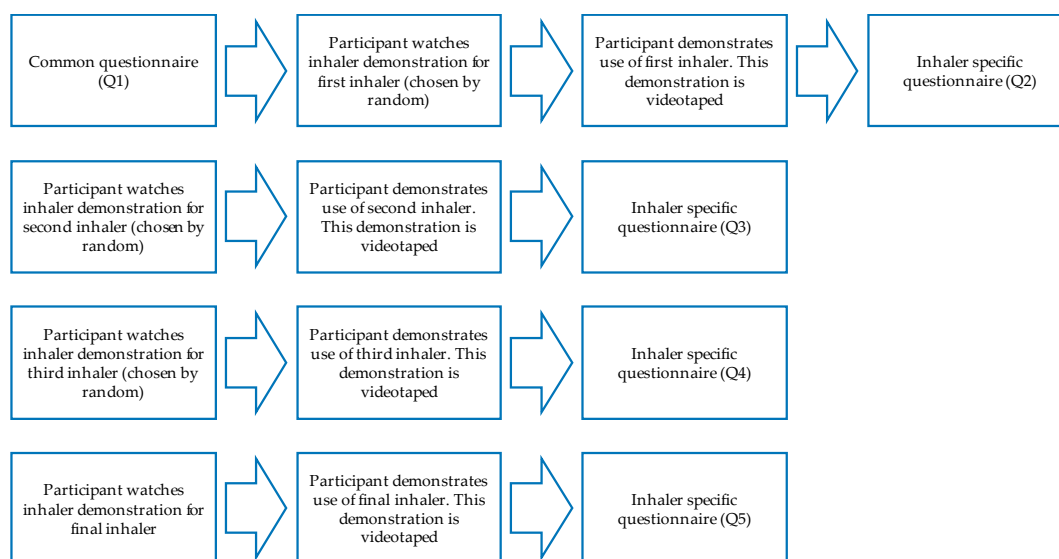 Common questionnaire
(Q1)
Participant watches
inhaler demonstration for
first inhaler (chosen by
random)
Participant demonstrates
use of first inhaler. This
demonstration is
videotaped
Inhaler specific
questionnaire (Q2)
Participant watches
inhaler demonstration for
second inhaler (chosen by
random)
Participant demonstrates
use of second inhaler.
This demonstration is
videotaped
Inhaler specific
questionnaire (Q3)
Participant watches
inhaler demonstration for
third inhaler (chosen by
random)
Participant demonstrates
use of third inhaler. This
demonstration is
videotaped
Inhaler specific
questionnaire (Q4)
Participant watches
inhaler demonstration for
final inhaler
Participant demonstrates
use of final inhaler. This
demonstration is
videotaped
Inhaler specific
questionnaire (Q5)